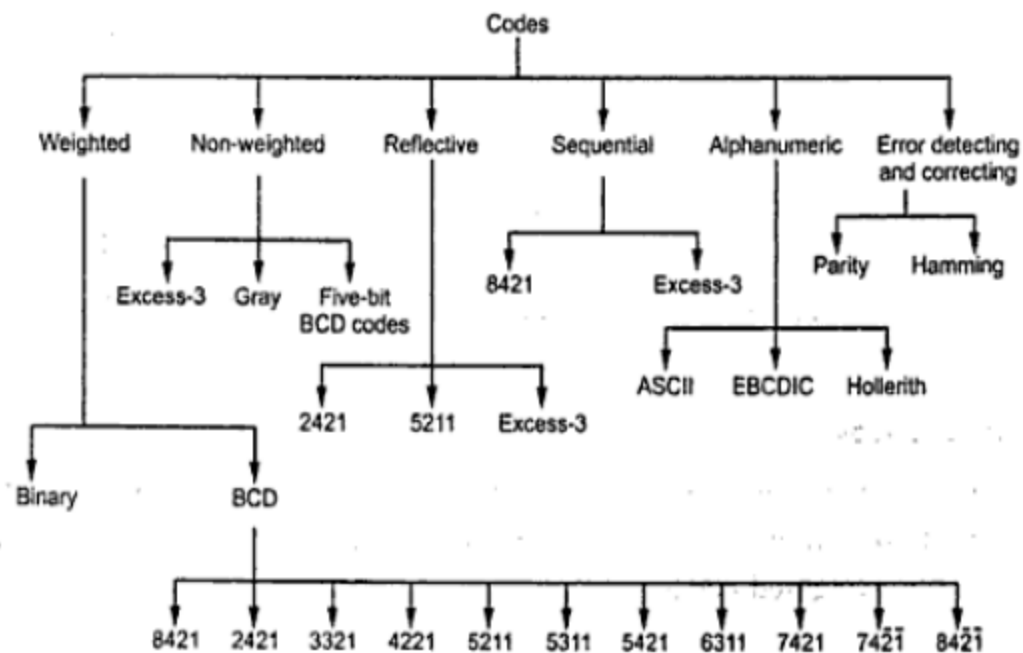 Codes
Weighted
Non-weighted
Reflective
Sequential
Alphanumeric
Error detecting
and correcting
Parity
Hamming
8421
Excess-3
Excess-3
Gray
Five-bit
BCD codes
ASCII
EBCDIC
Hollerith
2421
5211
Excess-3
Binary
BCD
8421
2421
3321
4221
5211
5311
5421
6311
7421
742̅1̅
842̅1̅